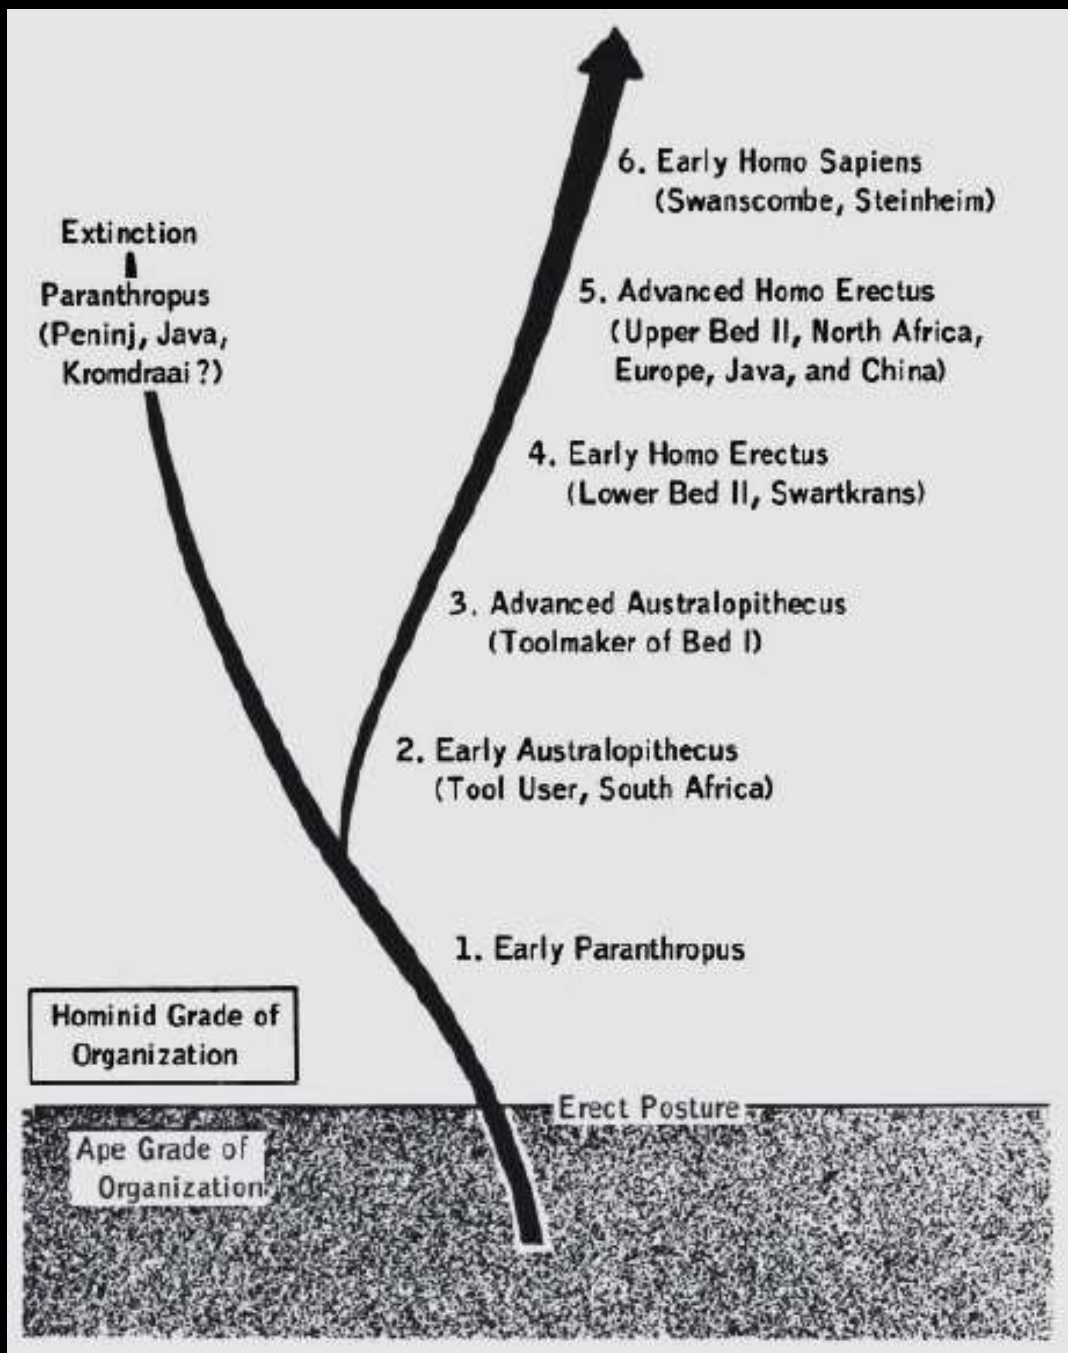 6. Early Homo Sapiens
(Swanscombe, Steinheim)
Extinction
Paranthropus
(Peninj, Java,
Kromdraai?)
5. Advanced Homo Erectus
(Upper Bed II, North Africa,
Europe, Java, and China)
4. Early Homo Erectus
(Lower Bed II, Swartkrans)
3. Advanced Australopithecus
(Toolmaker of Bed I)
2. Early Australopithecus
(Tool User, South Africa)
1. Early Paranthropus
Hominid Grade of
Organization
Erect Posture
Ape Grade of
Organization